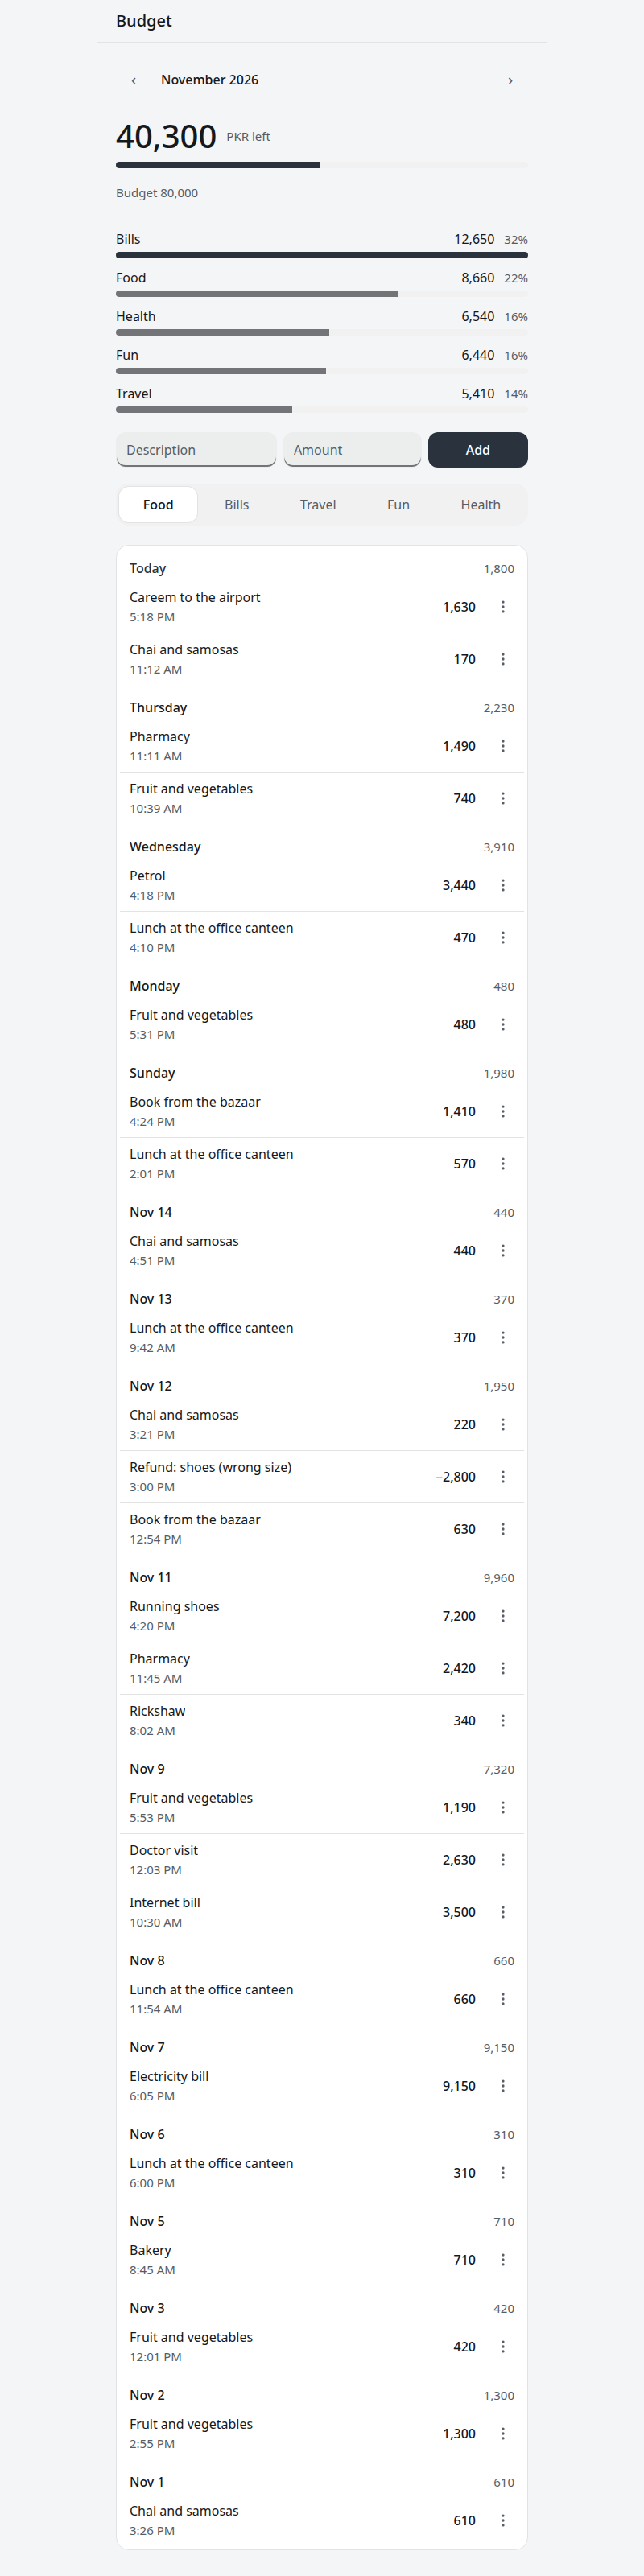 Budget
‹ November 2026 ›
40,300 PKR left
Budget 80,000
Bills 12,650 32%
Food 8,660 22%
Health 6,540 16%
Fun 6,440 16%
Travel 5,410 14%
Description Amount Add
Food Bills Travel Fun Health
Today 1,800
Careem to the airport
1,630
5:18 PM
Chai and samosas
170
11:12 AM
Thursday 2,230
Pharmacy
1,490
11:11 AM
Fruit and vegetables
740
10:39 AM
Wednesday 3,910
Petrol
3,440
4:18 PM
Lunch at the office canteen
470
4:10 PM
Monday 480
Fruit and vegetables
480
5:31 PM
Sunday 1,980
Book from the bazaar
1,410
4:24 PM
Lunch at the office canteen
570
2:01 PM
Nov 14 440
Chai and samosas
440
4:51 PM
Nov 13 370
Lunch at the office canteen
370
9:42 AM
Nov 12 −1,950
Chai and samosas
220
3:21 PM
Refund: shoes (wrong size)
−2,800
3:00 PM
Book from the bazaar
630
12:54 PM
Nov 11 9,960
Running shoes
7,200
4:20 PM
Pharmacy
2,420
11:45 AM
Rickshaw
340
8:02 AM
Nov 9 7,320
Fruit and vegetables
1,190
5:53 PM
Doctor visit
2,630
12:03 PM
Internet bill
3,500
10:30 AM
Nov 8 660
Lunch at the office canteen
660
11:54 AM
Nov 7 9,150
Electricity bill
9,150
6:05 PM
Nov 6 310
Lunch at the office canteen
310
6:00 PM
Nov 5 710
Bakery
710
8:45 AM
Nov 3 420
Fruit and vegetables
420
12:01 PM
Nov 2 1,300
Fruit and vegetables
1,300
2:55 PM
Nov 1 610
Chai and samosas
610
3:26 PM